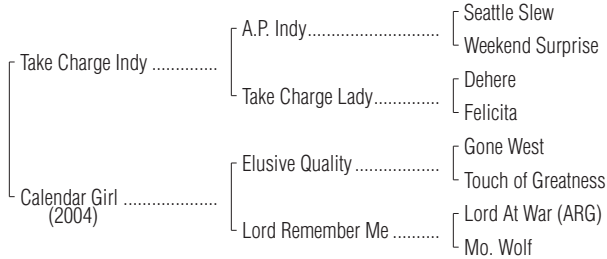 Seattle Slew
A.P. Indy..............................
Weekend Surprise
Take Charge Indy ...............
Dehere
Take Charge Lady...............
Felicita
Gone West
Elusive Quality ...................
Touch of Greatness
Calendar Girl .....................
(2004)
Lord At War (ARG)
Lord Remember Me ..........
Mo. Wolf